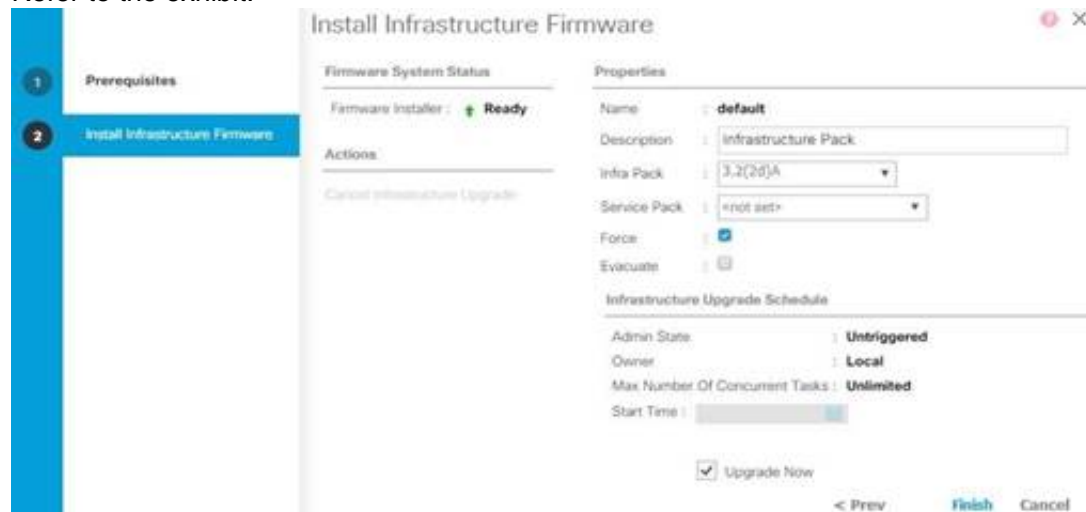 Refer to the exhibit.
Install Infrastructure Firmware
1
Prerequisites
2
Install Infrastructure Firmware
Firmware System Status
Firmware Installer : Ready
Actions
Cancel Infrastructure Upgrade
Properties
Name : default
Description : Infrastructure Pack
Infra Pack : 3.2(2d)A
Service Pack : <not set>
Force :
Evacuate :
Infrastructure Upgrade Schedule
Admin State : Untriggered
Owner : Local
Max Number Of Concurrent Tasks : Unlimited
Start Time :
Upgrade Now
< Prev Finish Cancel